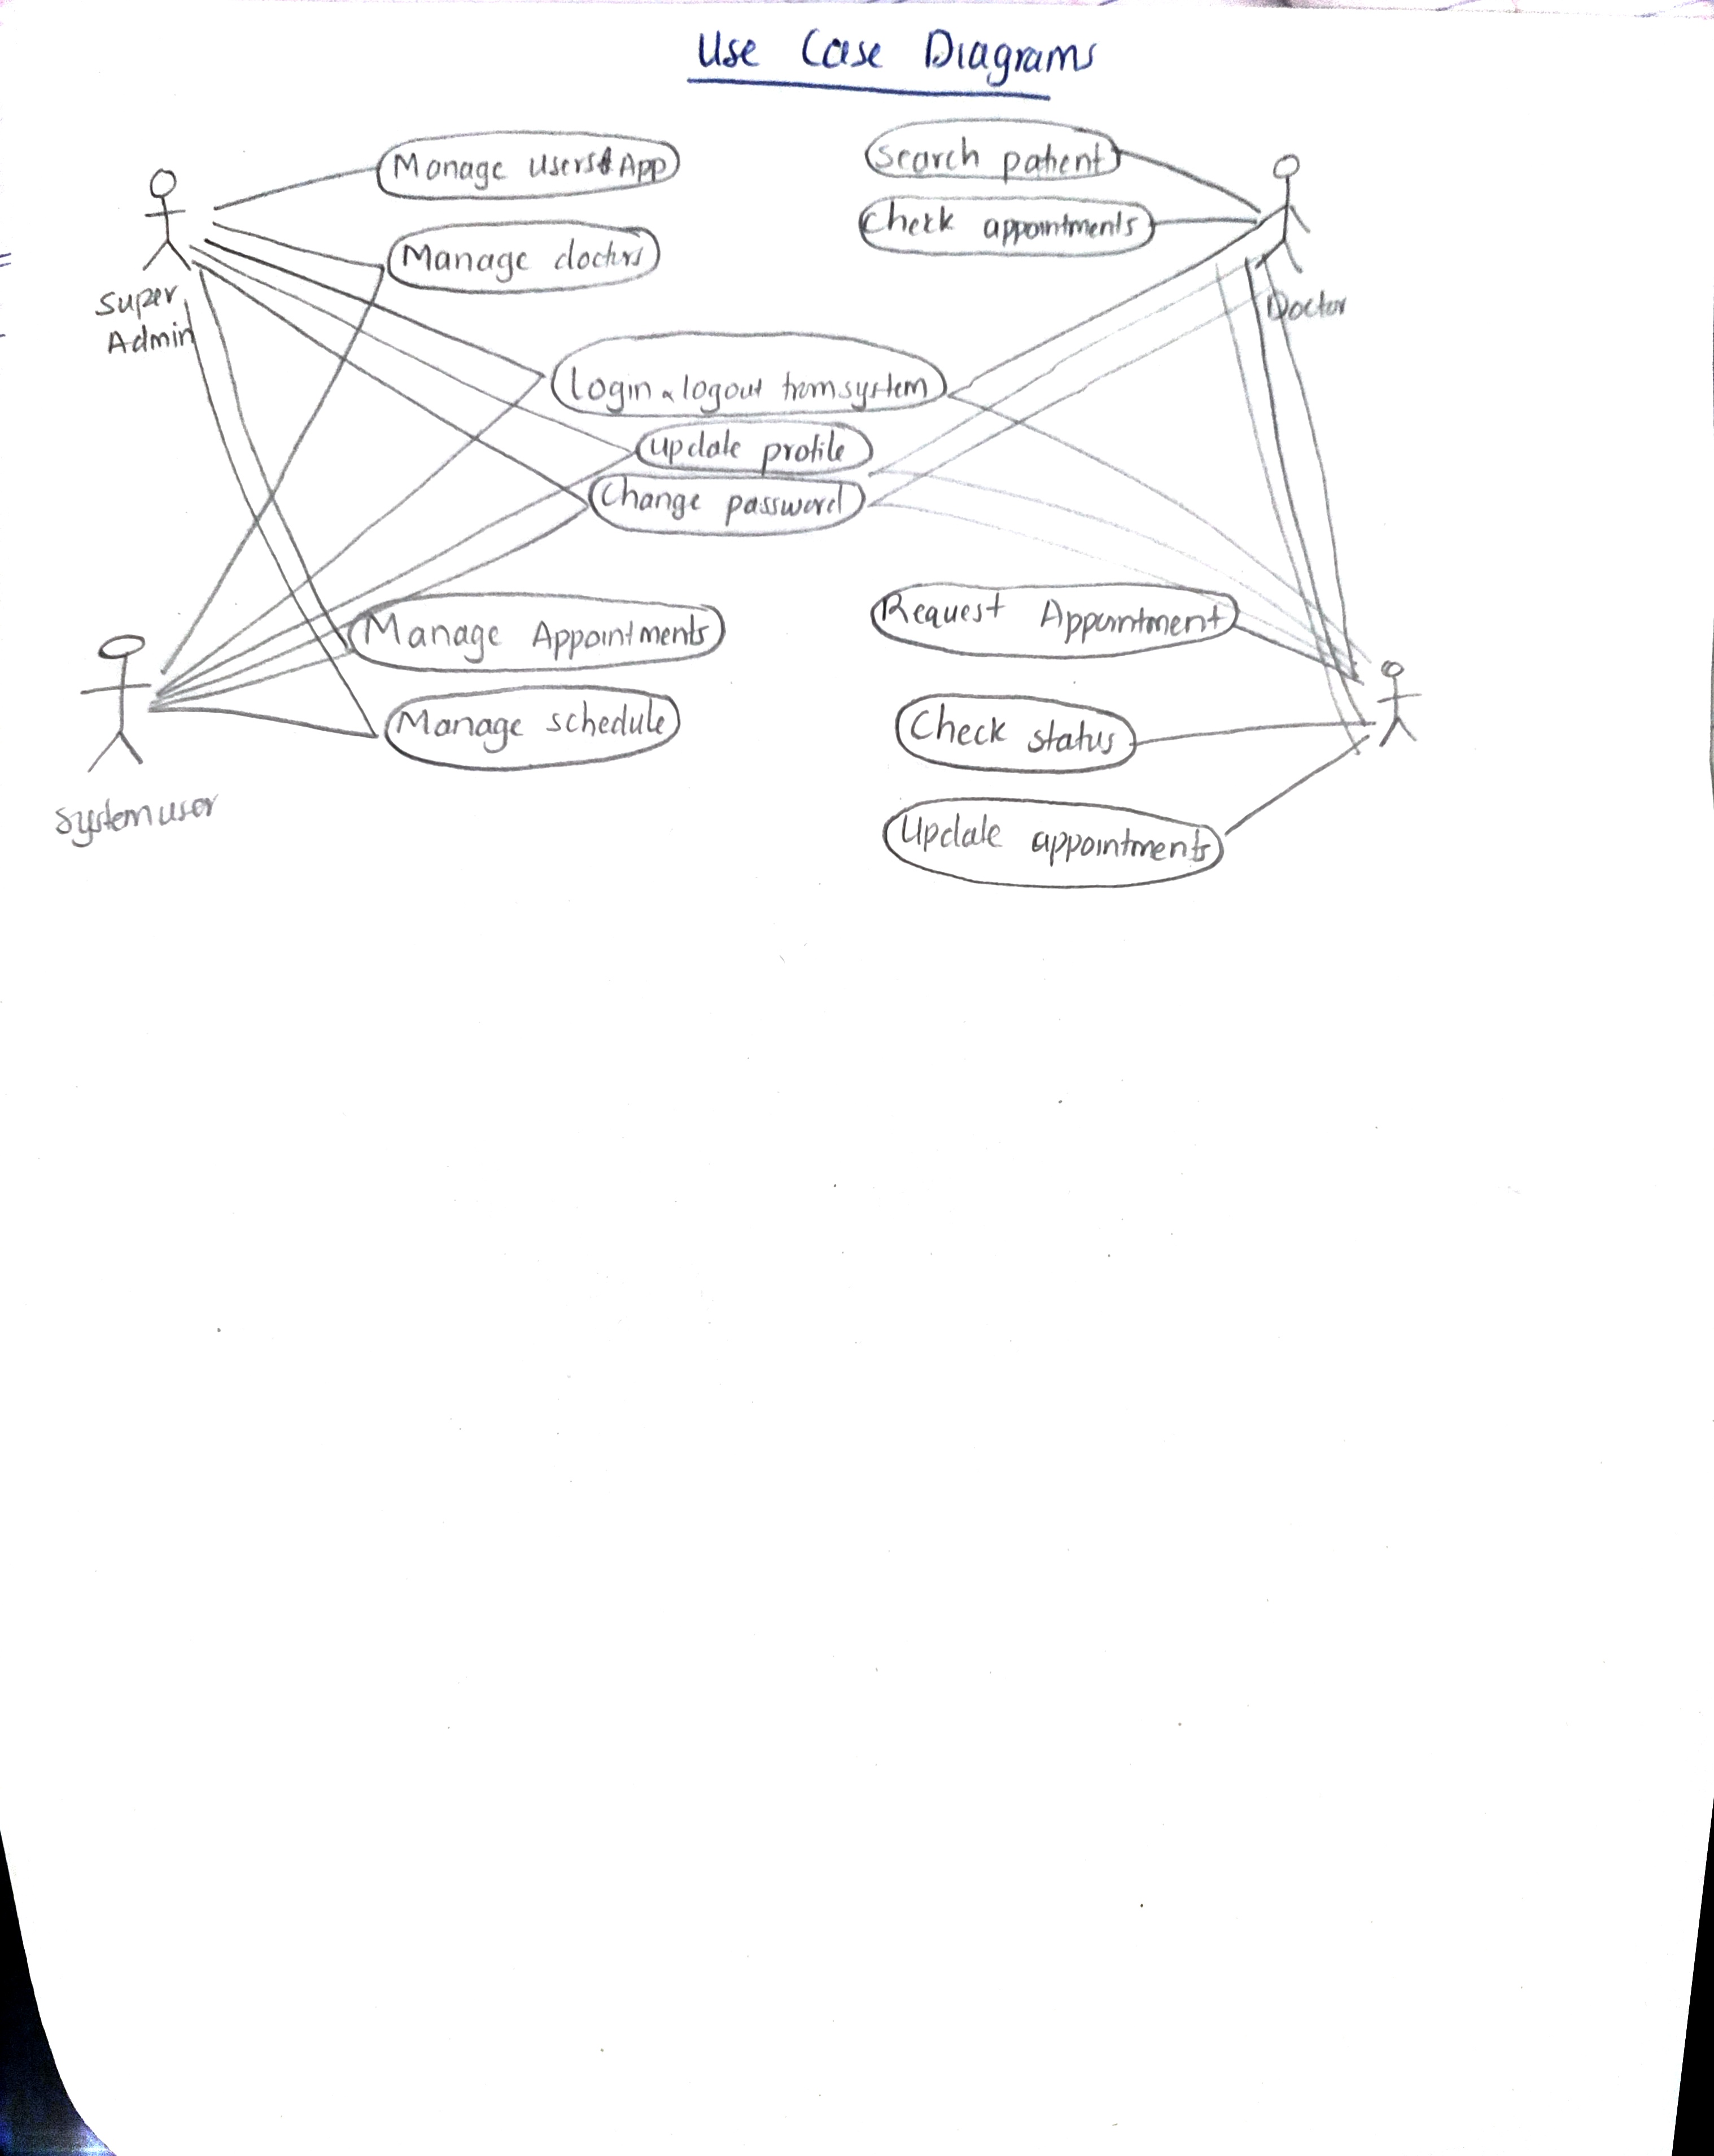 Use Case Diagrams
Manage users & App
Search patient
Check appointments
Manage doctors
Super
Admin
Doctor
Login & logout from system
Update profile
Change password
Request Appointment
Manage Appointments
Manage schedule
Check status
System user
Update appointments